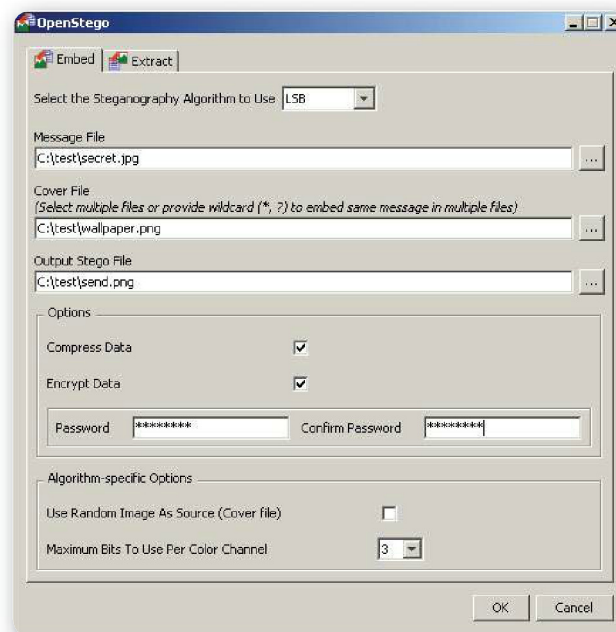 OpenStego
Embed Extract
Select the Steganography Algorithm to Use LSB
Message File
C:\test\secret.jpg ...
Cover File
(Select multiple files or provide wildcard (*, ?) to embed same message in multiple files)
C:\test\wallpaper.png ...
Output Stego File
C:\test\send.png ...
Options
Compress Data
Encrypt Data
Password ******** Confirm Password ********
Algorithm-specific Options
Use Random Image As Source (Cover file)
Maximum Bits To Use Per Color Channel 3
OK Cancel